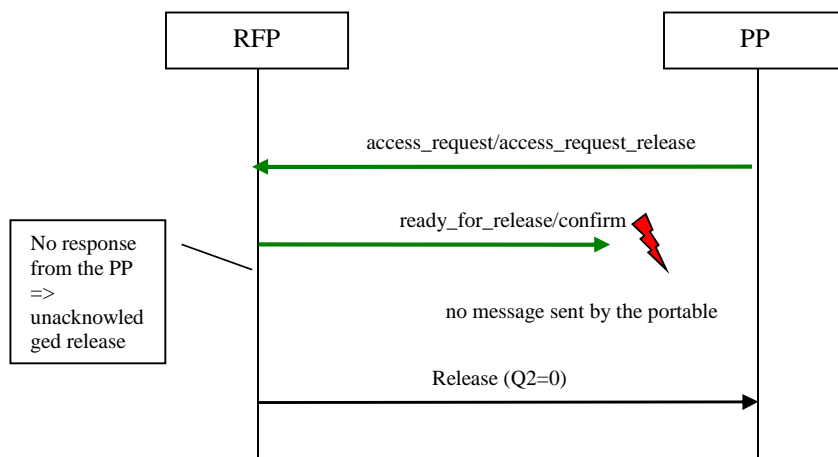 RFP
PP
access_request/access_request_release
ready_for_release/confirm
No response
from the PP
=>
unacknowled
ged release
no message sent by the portable
Release (Q2=0)